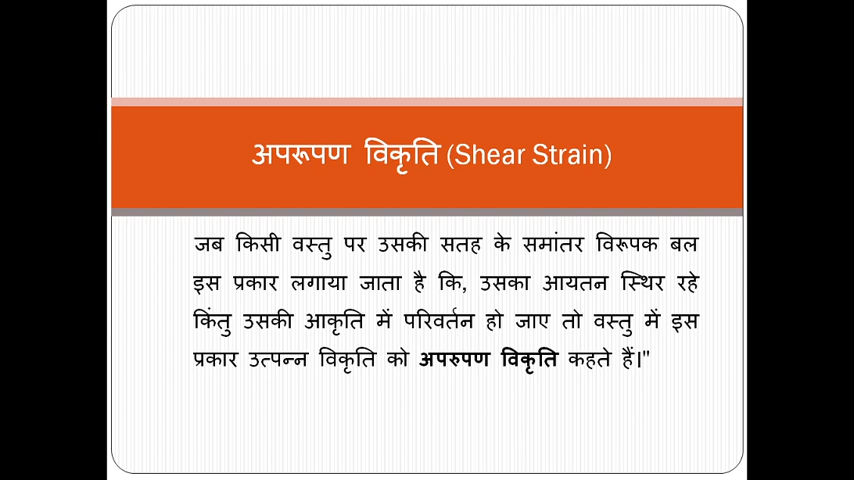 अपरूपण विकृति (Shear Strain)
जब किसी वस्तु पर उसकी सतह के समांतर विरूपक बल
इस प्रकार लगाया जाता है कि, उसका आयतन स्थिर रहे
किंतु उसकी आकृति में परिवर्तन हो जाए तो वस्तु में इस
प्रकार उत्पन्न विकृति को अपरुपण विकृति कहते हैं।"